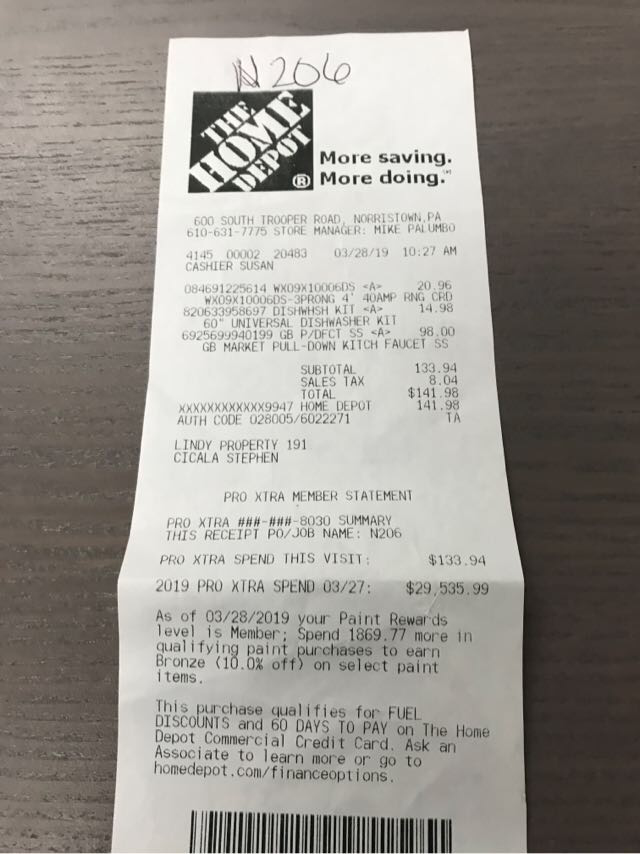 N206
THE
HOME
DEPOT
®
More saving.
More doing.™
600 SOUTH TROOPER ROAD, NORRISTOWN,PA
610-631-7775 STORE MANAGER: MIKE PALUMBO
4145 00002 20483 03/28/19 10:27 AM
CASHIER SUSAN
084691225614 WX09X10006DS <A> 20.96
WX09X10006DS-3PRONG 4' 40AMP RNG CRD
820633958697 DISHWHSH KIT <A> 14.98
60" UNIVERSAL DISHWASHER KIT
6925699940199 GB P/DFCT SS <A> 98.00
GB MARKET PULL-DOWN KITCH FAUCET SS
SUBTOTAL 133.94
SALES TAX 8.04
TOTAL $141.98
XXXXXXXXXXXX9947 HOME DEPOT 141.98
AUTH CODE 028005/6022271 TA
LINDY PROPERTY 191
CICALA STEPHEN
PRO XTRA MEMBER STATEMENT
PRO XTRA ###-###-8030 SUMMARY
THIS RECEIPT PO/JOB NAME: N206
PRO XTRA SPEND THIS VISIT: $133.94
2019 PRO XTRA SPEND 03/27: $29,535.99
As of 03/28/2019 your Paint Rewards
level is Member; Spend 1869.77 more in
qualifying paint purchases to earn
Bronze (10.0% off) on select paint
items.
This purchase qualifies for FUEL
DISCOUNTS and 60 DAYS TO PAY on The Home
Depot Commercial Credit Card. Ask an
Associate to learn more or go to
homedepot.com/financeoptions.